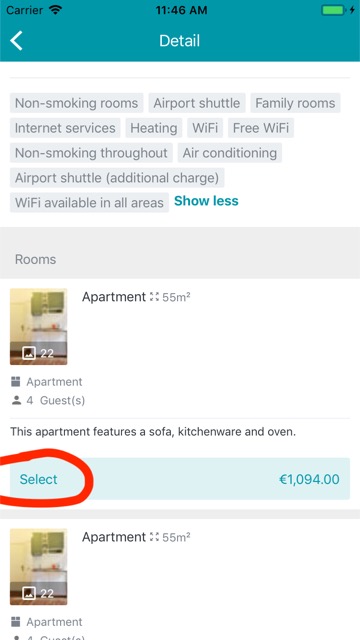 Carrier 11:46 AM
Detail
Non-smoking rooms Airport shuttle Family rooms
Internet services Heating WiFi Free WiFi
Non-smoking throughout Air conditioning
Airport shuttle (additional charge)
WiFi available in all areas Show less
Rooms
Apartment 55m²
22
Apartment
4 Guest(s)
This apartment features a sofa, kitchenware and oven.
Select €1,094.00
Apartment 55m²
22
Apartment
4 Guest(s)